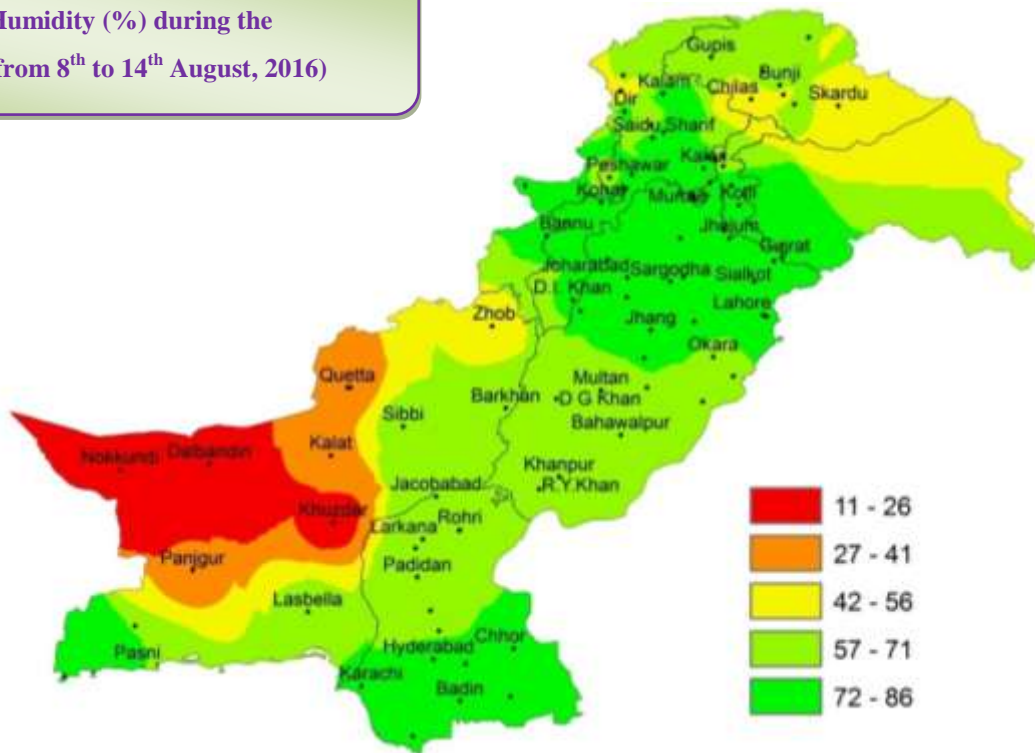 Humidity (%) during the
from 8th to 14th August, 2016)
Gupis
Kalam
Chilas
Bunji
Skardu
Dir
Saidu Sharif
Peshawar
Kohat
Kotli
Bannu
Jhelum
Gujrat
Joharabad
Sargodha
Sialkot
D.I. Khan
Lahore
Zhob
Jhang
Okara
Quetta
Multan
Barkhan
D G Khan
Sibbi
Bahawalpur
Nokkundi
Dalbandin
Kalat
Khanpur
Jacobabad
R.Y.Khan
Khuzdar
Larkana
Rohri
Panjgur
Padidan
Lasbella
Hyderabad
Chhor
Pasni
Karachi
Badin
11 - 26
27 - 41
42 - 56
57 - 71
72 - 86